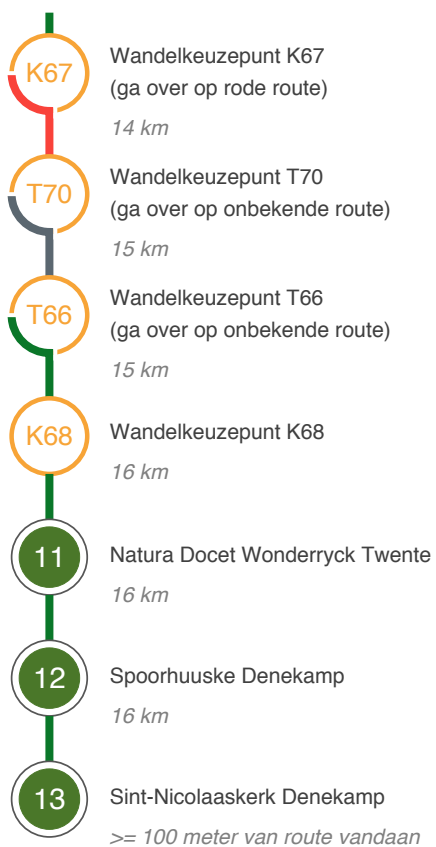 K67
Wandelkeuzepunt K67
(ga over op rode route)
14 km
T70
Wandelkeuzepunt T70
(ga over op onbekende route)
15 km
T66
Wandelkeuzepunt T66
(ga over op onbekende route)
15 km
K68
Wandelkeuzepunt K68
16 km
11
Natura Docet Wonderryck Twente
16 km
12
Spoorhuuske Denekamp
16 km
13
Sint-Nicolaaskerk Denekamp
>= 100 meter van route vandaan